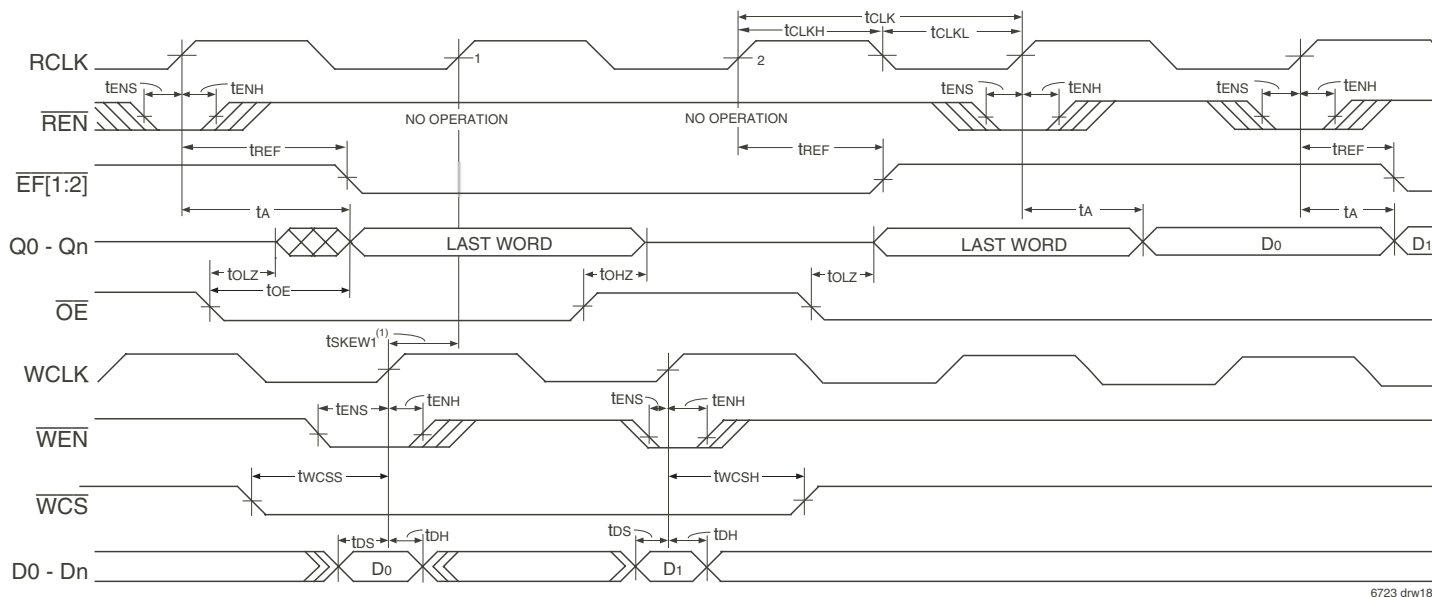 tCLK
tCLKH tCLKL
RCLK 1 2
tENS tENH tENS tENH tENS tENH
REN NO OPERATION NO OPERATION
tREF tREF tREF
EF[1:2]
tA tA tA
Q0 - Qn LAST WORD LAST WORD D0 D1
tOLZ tOHZ tOLZ
tOE
OE
tSKEW1(1)
WCLK
tENS tENH tENS tENH
WEN
tWCSS tWCSH
WCS
tDS tDH tDS tDH
D0 - Dn D0 D1
6723 drw18